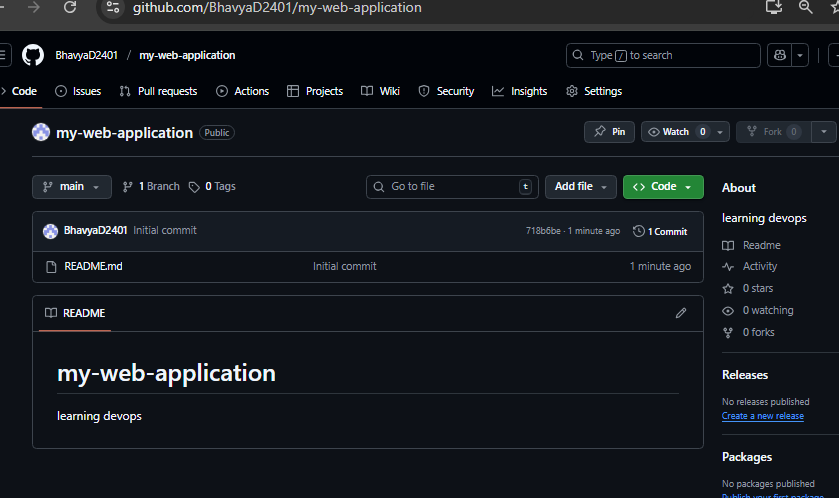 github.com/BhavyaD2401/my-web-application
BhavyaD2401 / my-web-application
Type / to search
Code Issues Pull requests Actions Projects Wiki Security Insights Settings
my-web-application Public
Pin Watch 0 Fork 0
main 1 Branch 0 Tags Go to file t Add file Code
BhavyaD2401 Initial commit 718b6be · 1 minute ago 1 Commit
README.md Initial commit 1 minute ago
README
my-web-application
learning devops
About
learning devops
Readme
Activity
0 stars
0 watching
0 forks
Releases
No releases published
Create a new release
Packages
No packages published
Publish your first package